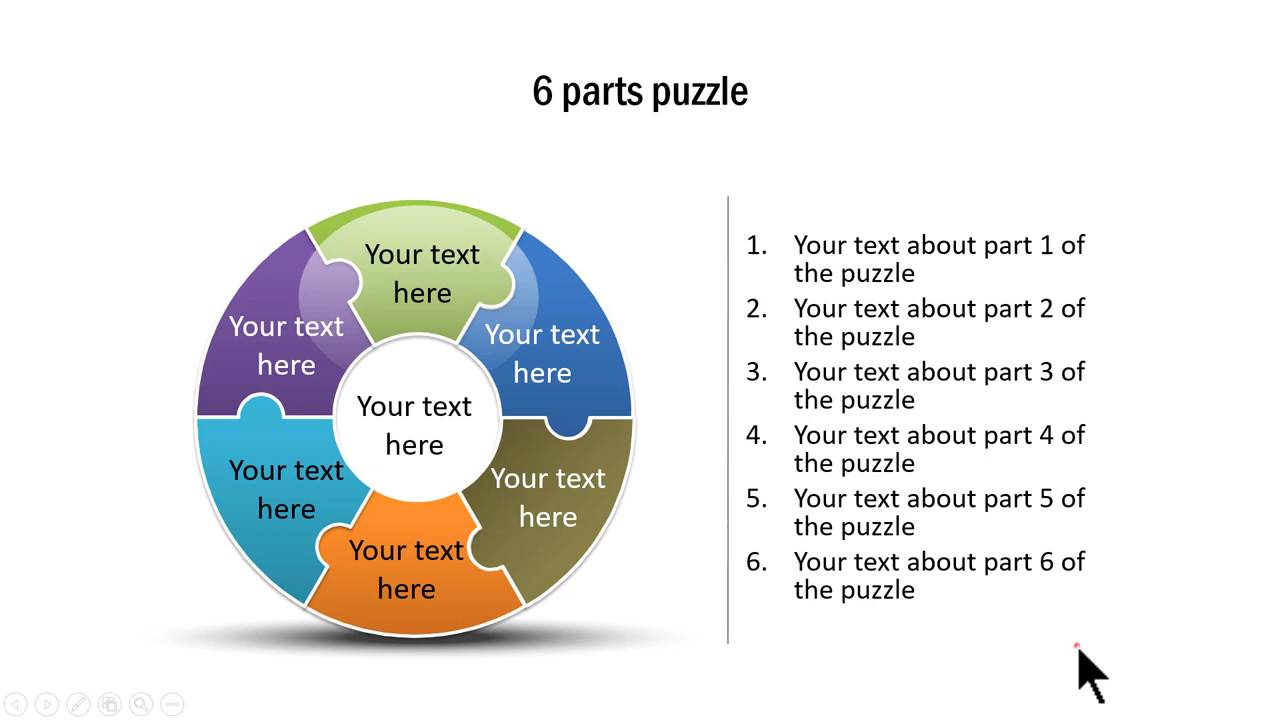 6 parts puzzle
Your text
here
Your text
here
Your text
here
Your text
here
Your text
here
Your text
here
Your text
here
1. Your text about part 1 of
the puzzle
2. Your text about part 2 of
the puzzle
3. Your text about part 3 of
the puzzle
4. Your text about part 4 of
the puzzle
5. Your text about part 5 of
the puzzle
6. Your text about part 6 of
the puzzle